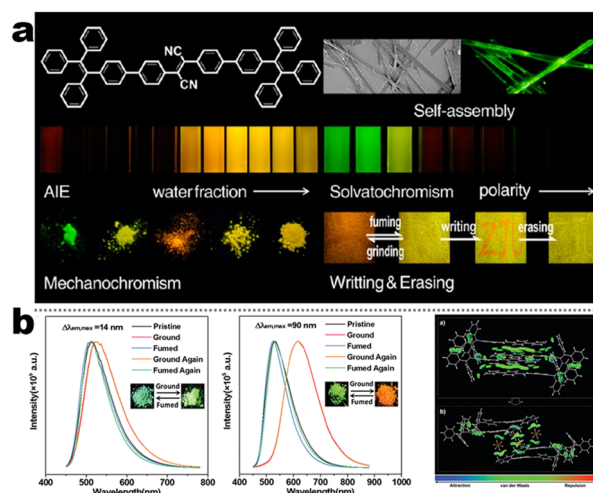 a
NC
CN
Self-assembly
AIE water fraction
Solvatochromism polarity
fuming
grinding
writing
erasing
Mechanochromism
Writting & Erasing
b
Δλem,max =14 nm
Pristine
Ground
Fumed
Ground Again
Fumed Again
Ground
Fumed
Intensity(×10⁵ a.u.)
400 500 600 700 800
Wavelength(nm)
Δλem,max =90 nm
Pristine
Ground
Fumed
Ground Again
Fumed Again
Ground
Fumed
Intensity(×10⁵ a.u.)
400 500 600 700 800 900 1000
Wavelength(nm)
a)
b)
Attraction van der Waals Repulsion